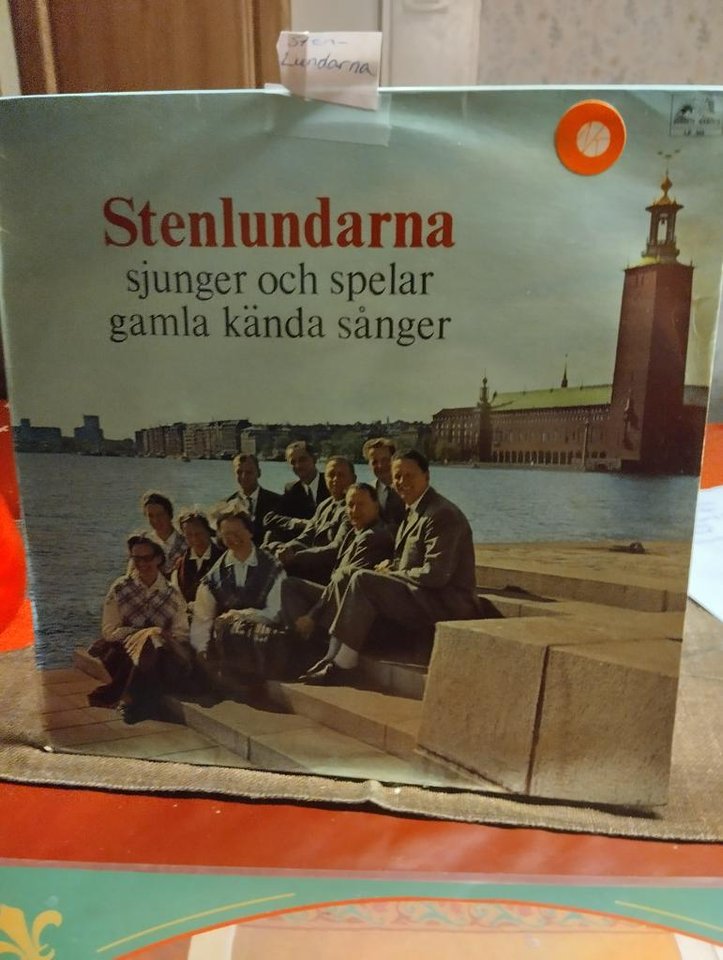 Sten-
Lundarna
Stenlundarna
sjunger och spelar
gamla kända sånger